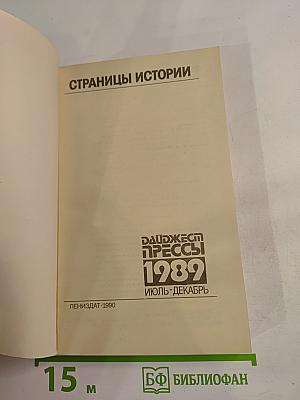 СТРАНИЦЫ ИСТОРИИ
ДАЙДЖЕСТ
ПРЕССЫ
1989
ИЮЛЬ-ДЕКАБРЬ
ЛЕНИЗДАТ·1990
15 м
БФ БИБЛИОФАН